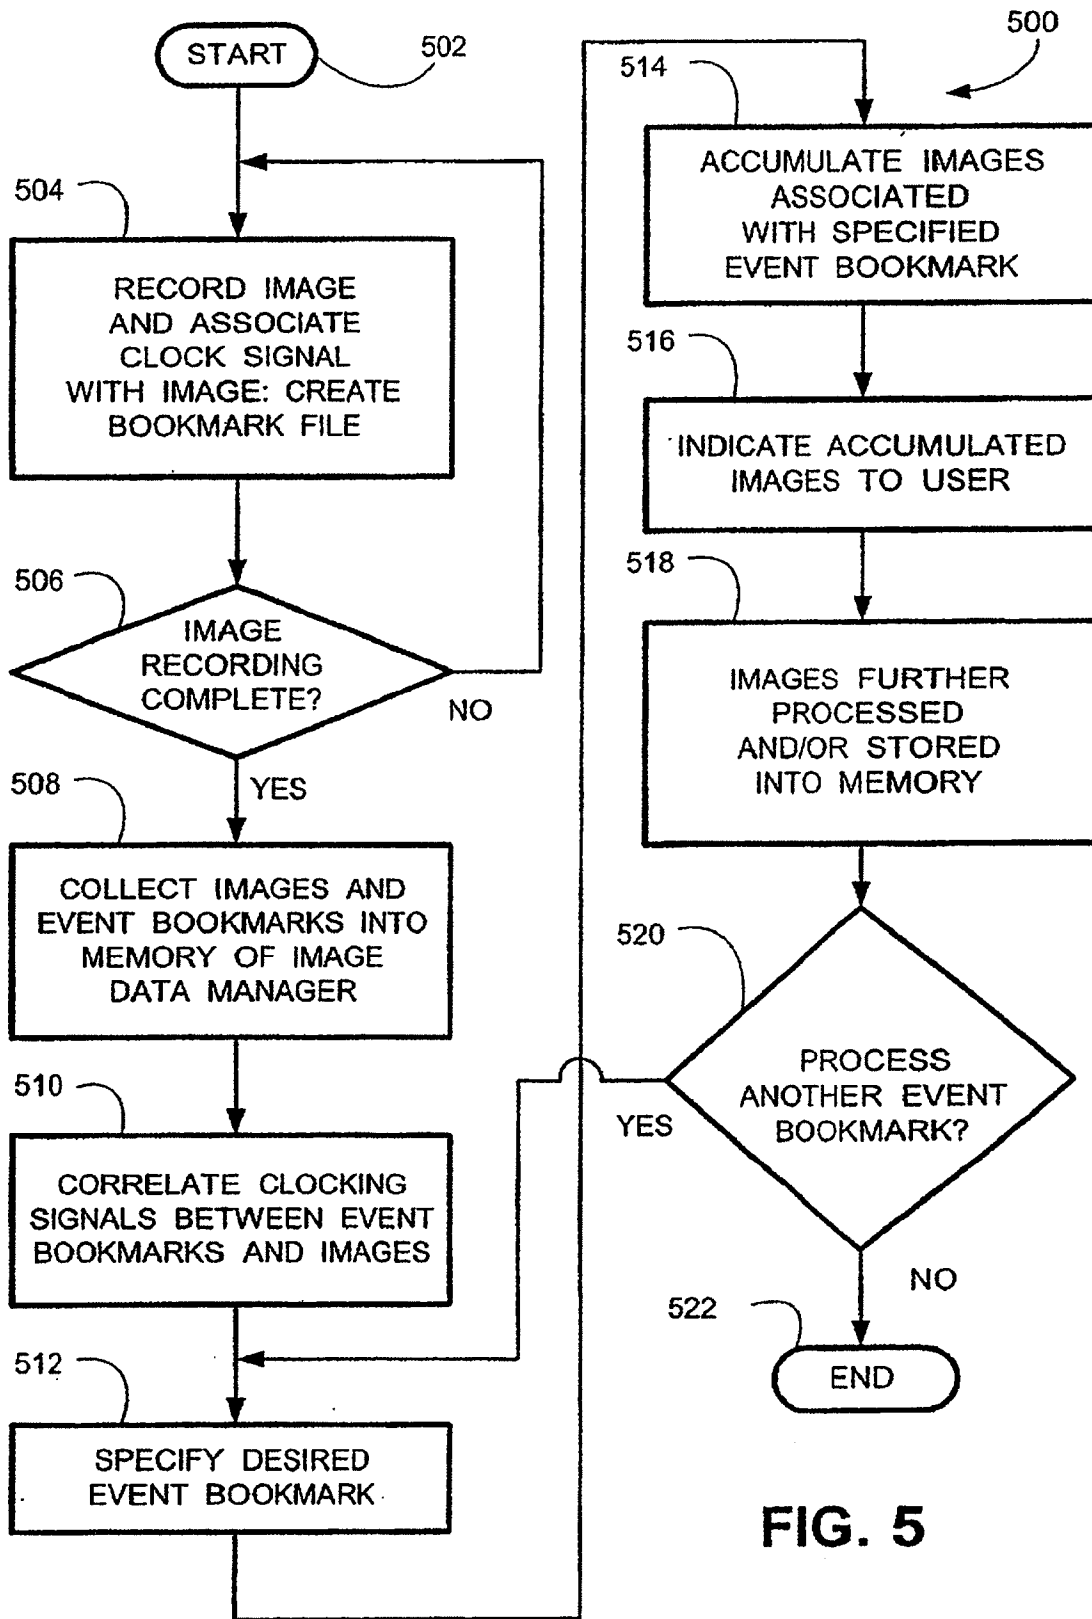 START
502
504
RECORD IMAGE
AND ASSOCIATE
CLOCK SIGNAL
WITH IMAGE: CREATE
BOOKMARK FILE
506
IMAGE
RECORDING
COMPLETE?
NO
YES
508
COLLECT IMAGES AND
EVENT BOOKMARKS INTO
MEMORY OF IMAGE
DATA MANAGER
510
CORRELATE CLOCKING
SIGNALS BETWEEN EVENT
BOOKMARKS AND IMAGES
512
SPECIFY DESIRED
EVENT BOOKMARK
500
514
ACCUMULATE IMAGES
ASSOCIATED
WITH SPECIFIED
EVENT BOOKMARK
516
INDICATE ACCUMULATED
IMAGES TO USER
518
IMAGES FURTHER
PROCESSED
AND/OR STORED
INTO MEMORY
520
PROCESS
ANOTHER EVENT
BOOKMARK?
YES
NO
522
END
FIG. 5